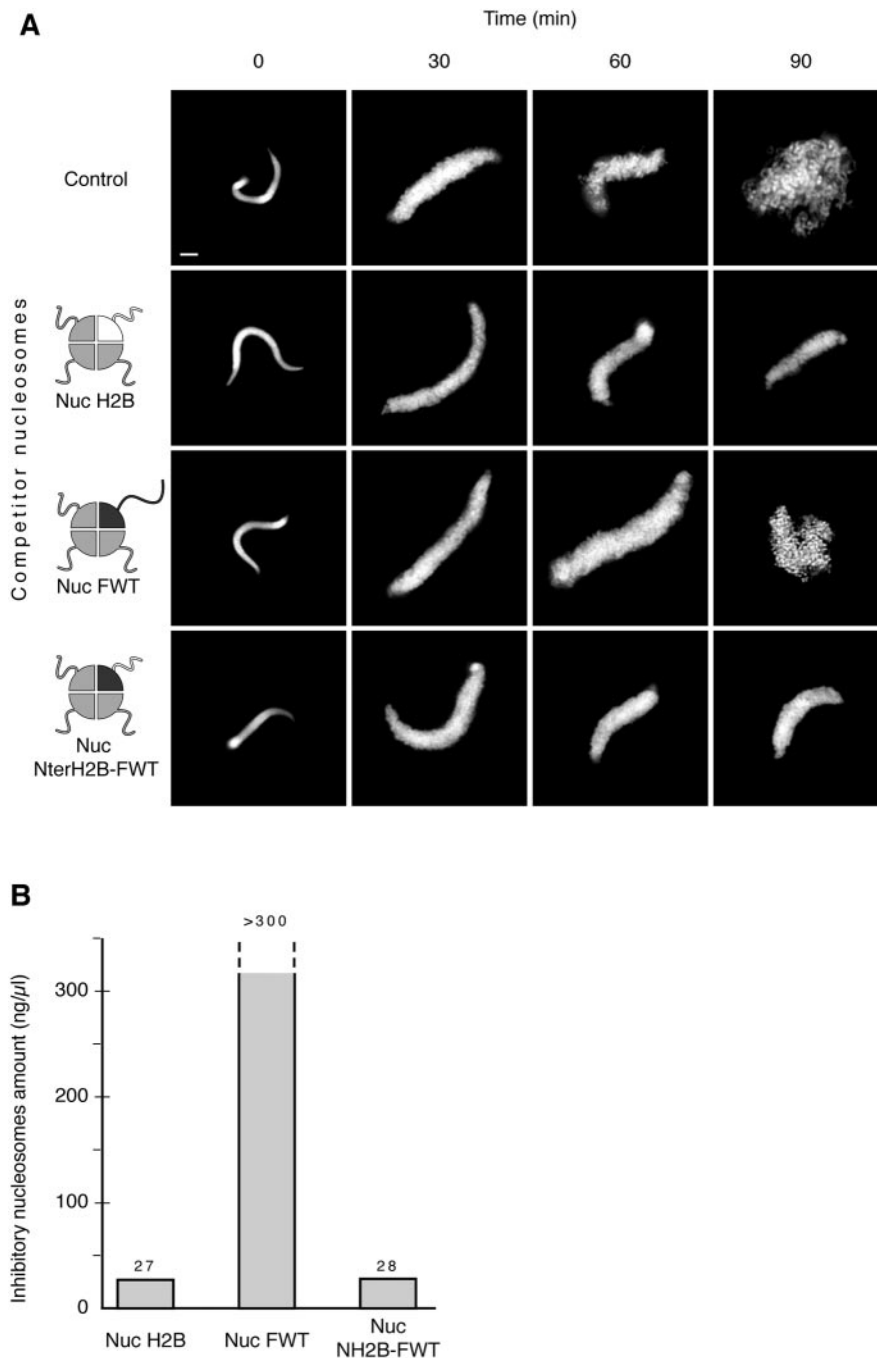 A
Time (min)
0 30 60 90
Control
Competitor nucleosomes
Nuc H2B
Nuc FWT
Nuc
NterH2B-FWT
B
Inhibitory nucleosomes amount (ng/µl)
300
200
100
0
27
>300
28
Nuc H2B
Nuc FWT
Nuc
NH2B-FWT